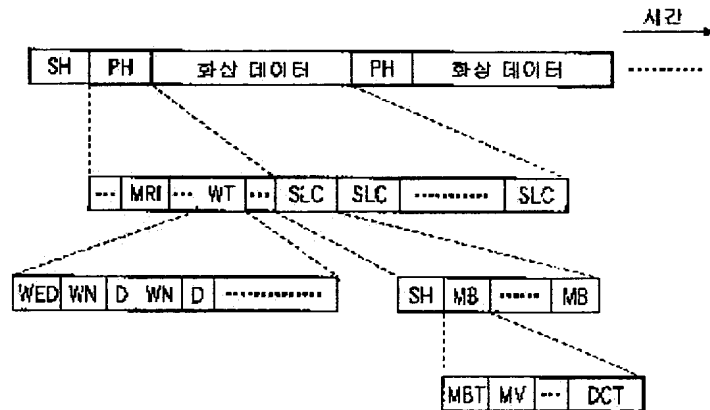 시간
SH PH 화산 데이터 PH 화상 데이터 ..........
... MRI ... WT ... SLC SLC .......... SLC
WED WN D WN D ..........
SH MB ...... MB
MBT MV ... DCT